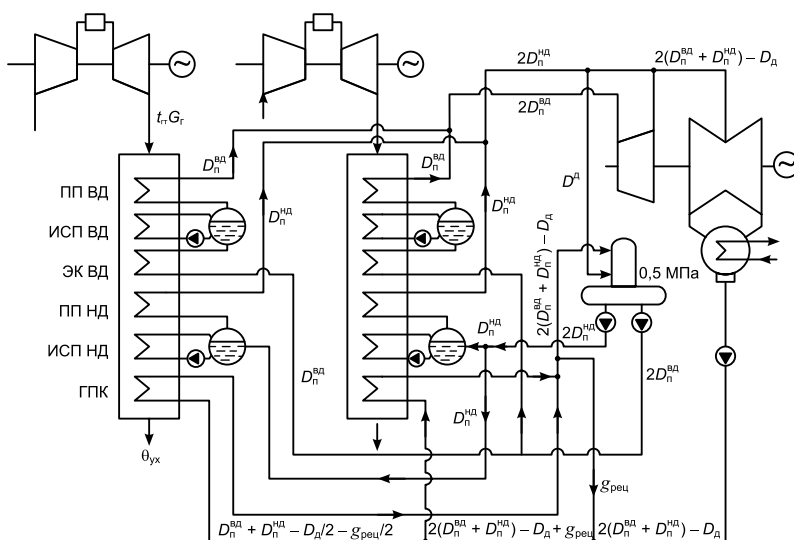 2D_п^нд
2(D_п^вд + D_п^нд) – D_д
2D_п^вд
t_гт G_г
D_п^вд
D_п^вд
D^д
ПП ВД
D_п^нд
D_п^нд
ИСП ВД
2(D_п^вд + D_п^нд) – D_д
ЭК ВД
0,5 МПа
ПП НД
D_п^нд
2D_п^нд
ИСП НД
D_п^вд
2D_п^вд
ГПК
D_п^нд
θ_ух
g_рец
D_п^вд + D_п^нд – D_д/2 – g_рец/2
2(D_п^вд + D_п^нд) – D_д + g_рец
2(D_п^вд + D_п^нд) – D_д